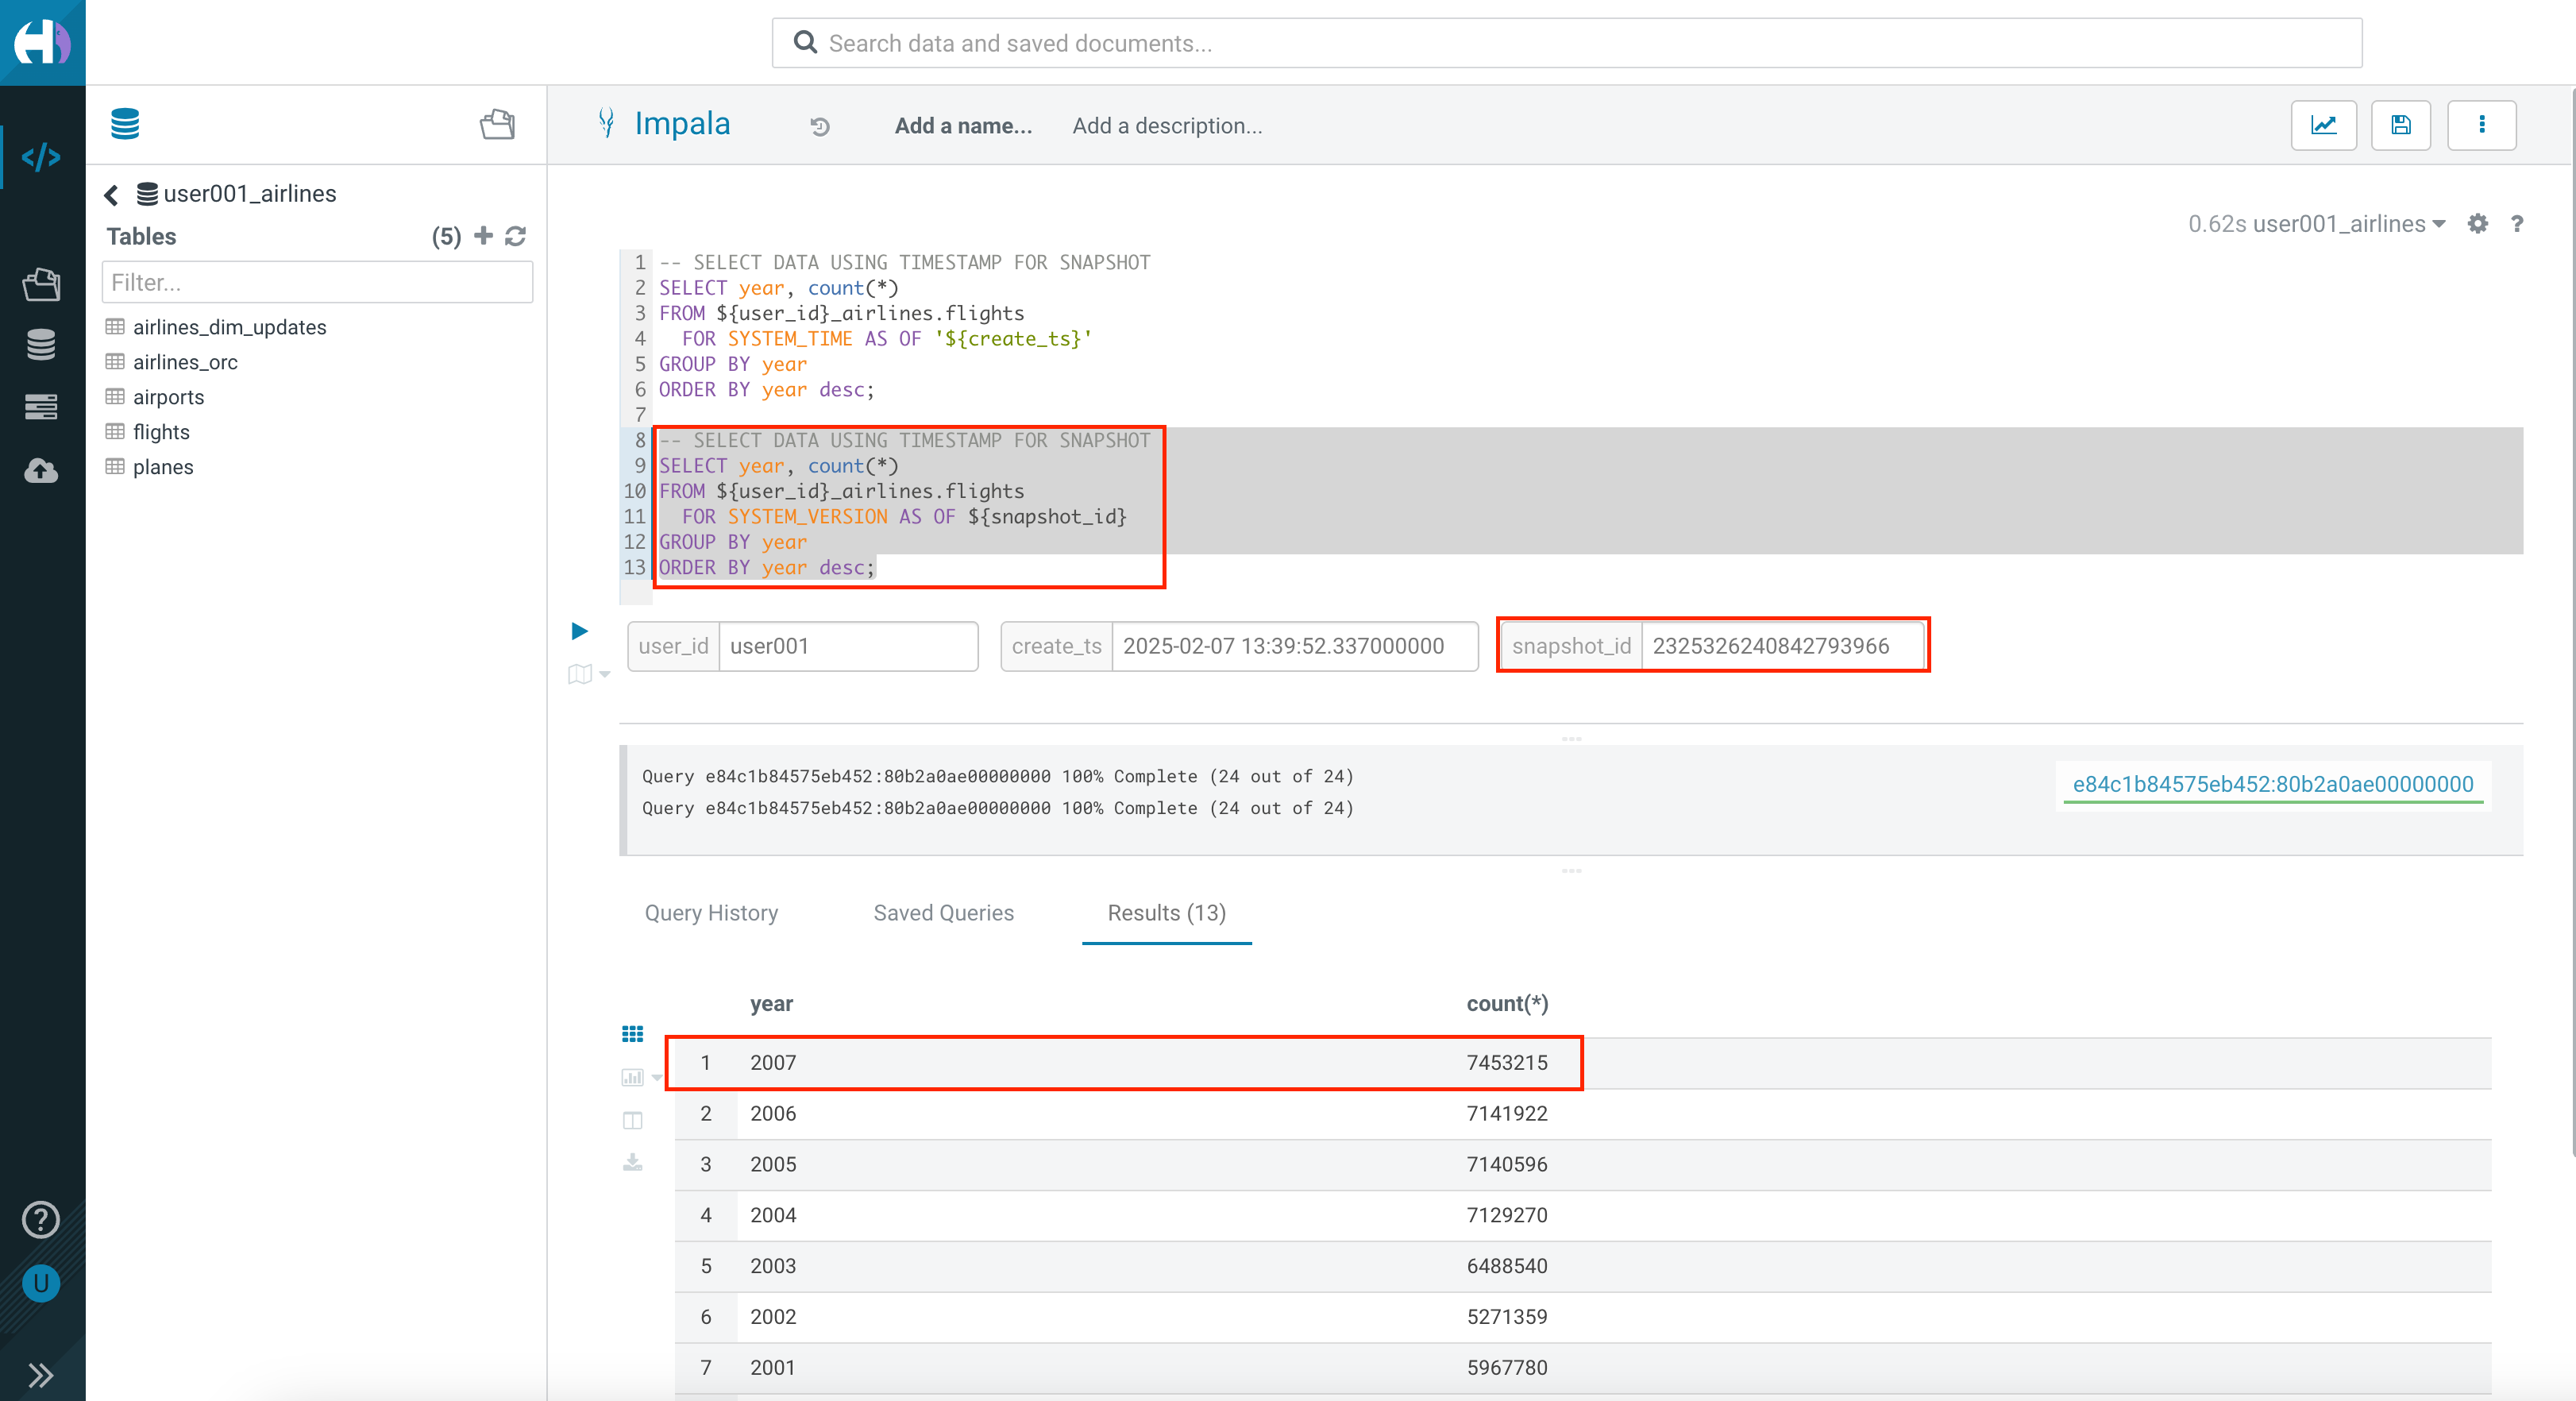 Search data and saved documents...
Impala
Add a name...
Add a description...
user001_airlines
Tables (5)
Filter...
airlines_dim_updates
airlines_orc
airports
flights
planes
0.62s user001_airlines ?
1 -- SELECT DATA USING TIMESTAMP FOR SNAPSHOT
2 SELECT year, count(*)
3 FROM ${user_id}_airlines.flights
4 FOR SYSTEM_TIME AS OF '${create_ts}'
5 GROUP BY year
6 ORDER BY year desc;
7
8 -- SELECT DATA USING TIMESTAMP FOR SNAPSHOT
9 SELECT year, count(*)
10 FROM ${user_id}_airlines.flights
11 FOR SYSTEM_VERSION AS OF ${snapshot_id}
12 GROUP BY year
13 ORDER BY year desc;
user_id user001 create_ts 2025-02-07 13:39:52.337000000 snapshot_id 2325326240842793966
Query e84c1b84575eb452:80b2a0ae00000000 100% Complete (24 out of 24)
Query e84c1b84575eb452:80b2a0ae00000000 100% Complete (24 out of 24)
e84c1b84575eb452:80b2a0ae00000000
Query History Saved Queries Results (13)
year count(*)
1 2007 7453215
2 2006 7141922
3 2005 7140596
4 2004 7129270
5 2003 6488540
6 2002 5271359
7 2001 5967780
?
U